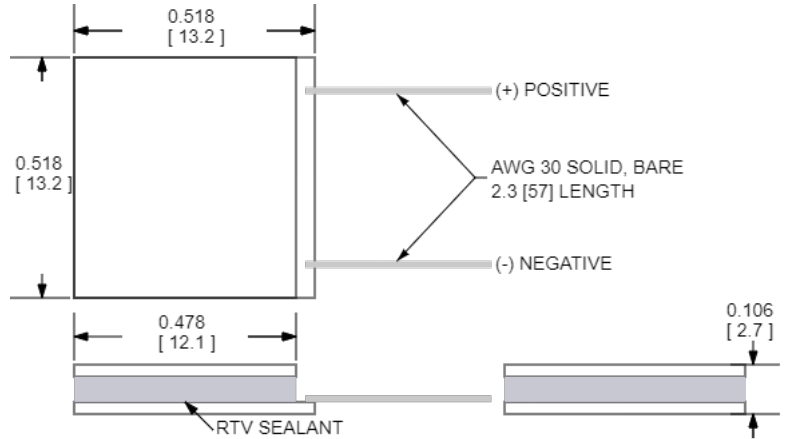 0.518
[ 13.2 ]
(+) POSITIVE
0.518
[ 13.2 ]
AWG 30 SOLID, BARE
2.3 [57] LENGTH
(-) NEGATIVE
0.478
[ 12.1 ]
0.106
[ 2.7 ]
RTV SEALANT